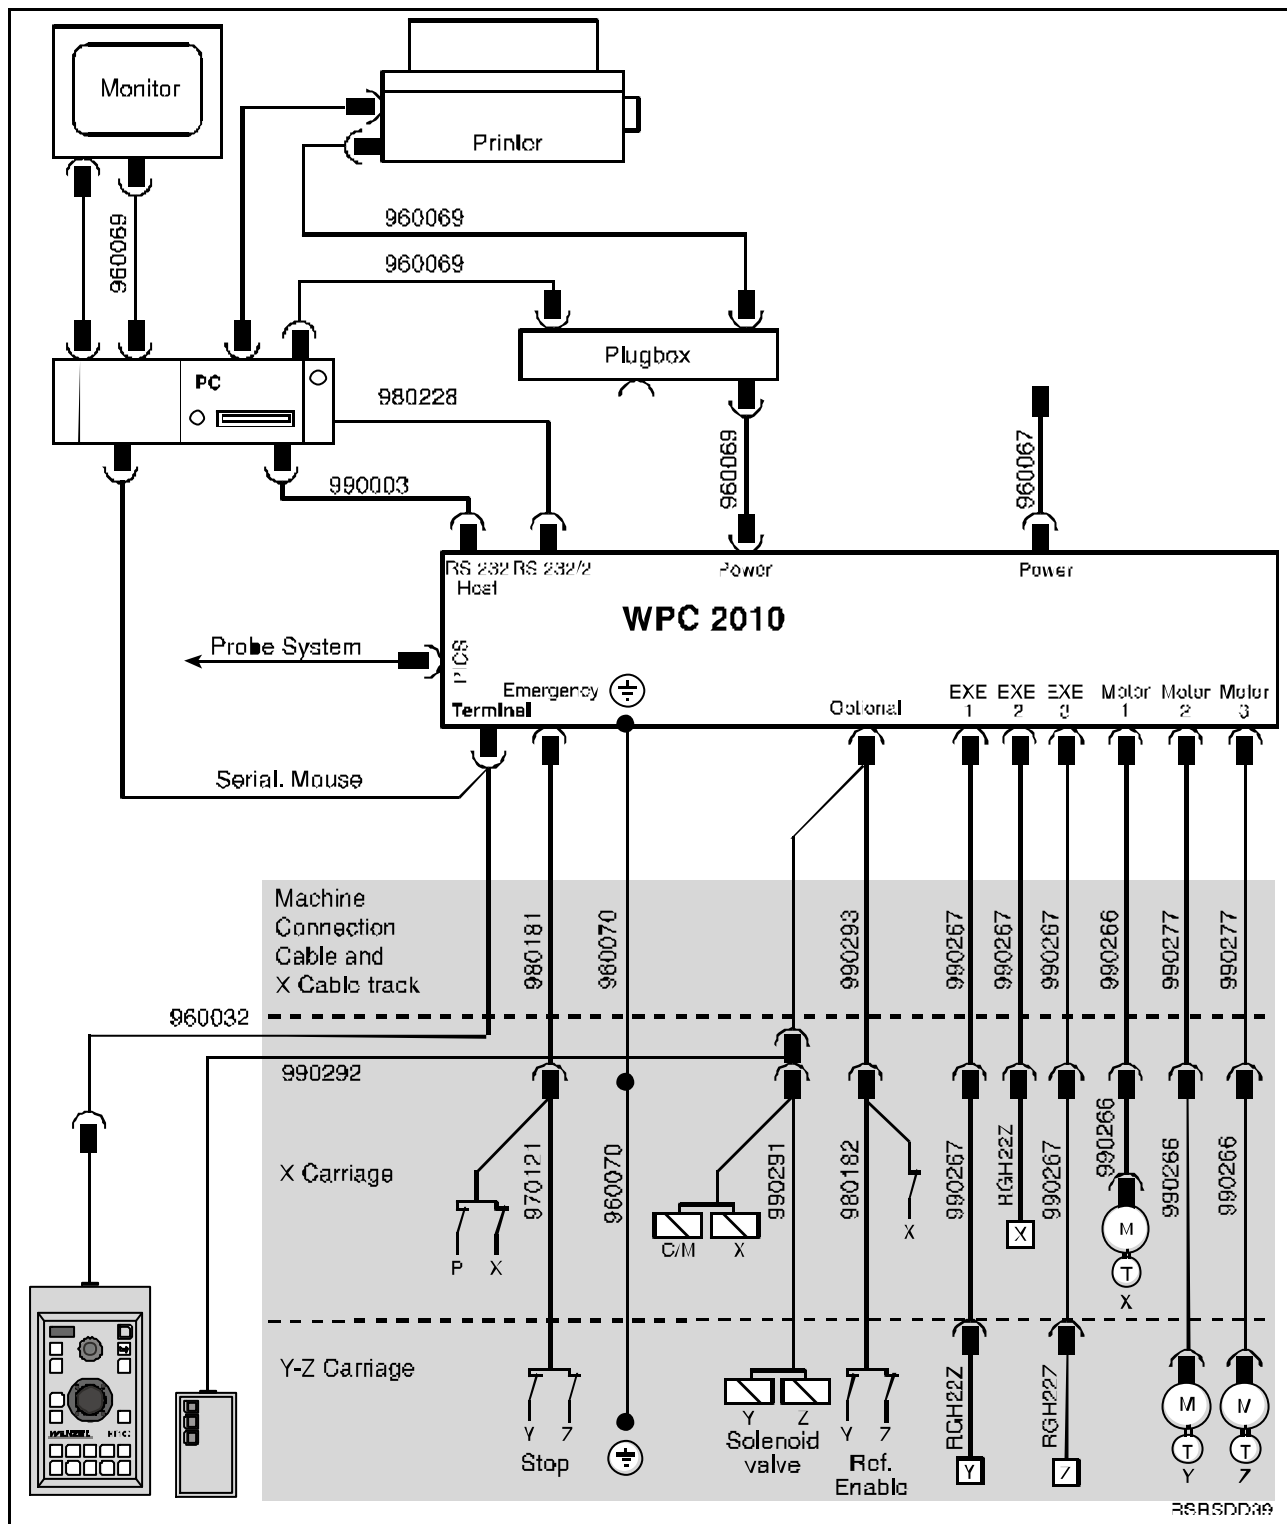 Monitor
Printer
960069
960069
960069
Plugbox
PC
980228
960069
960067
990003
RS 232 RS 232/2
Host
Power
Power
WPC 2010
Probe System
PICS
Emergency
Terminal
Optional
EXE EXE EXE Motor Motor Motor
1 2 3 1 2 3
Serial. Mouse
Machine
Connection
Cable and
X Cable track
980181
960070
990293
990267
990267
990267
990266
990277
990277
960032
990292
X Carriage
970121
960070
990291
980182
990267
RGH22Z
990267
990266
990266
990266
P X
C/M X
X
X
M
T
X
Y-Z Carriage
Y Z
Stop
Y Z
Solenoid
valve
Y Z
Ref.
Enable
RGH22Z
Y
RGH22Z
Z
M
T
Y
M
T
Z
WENZEL